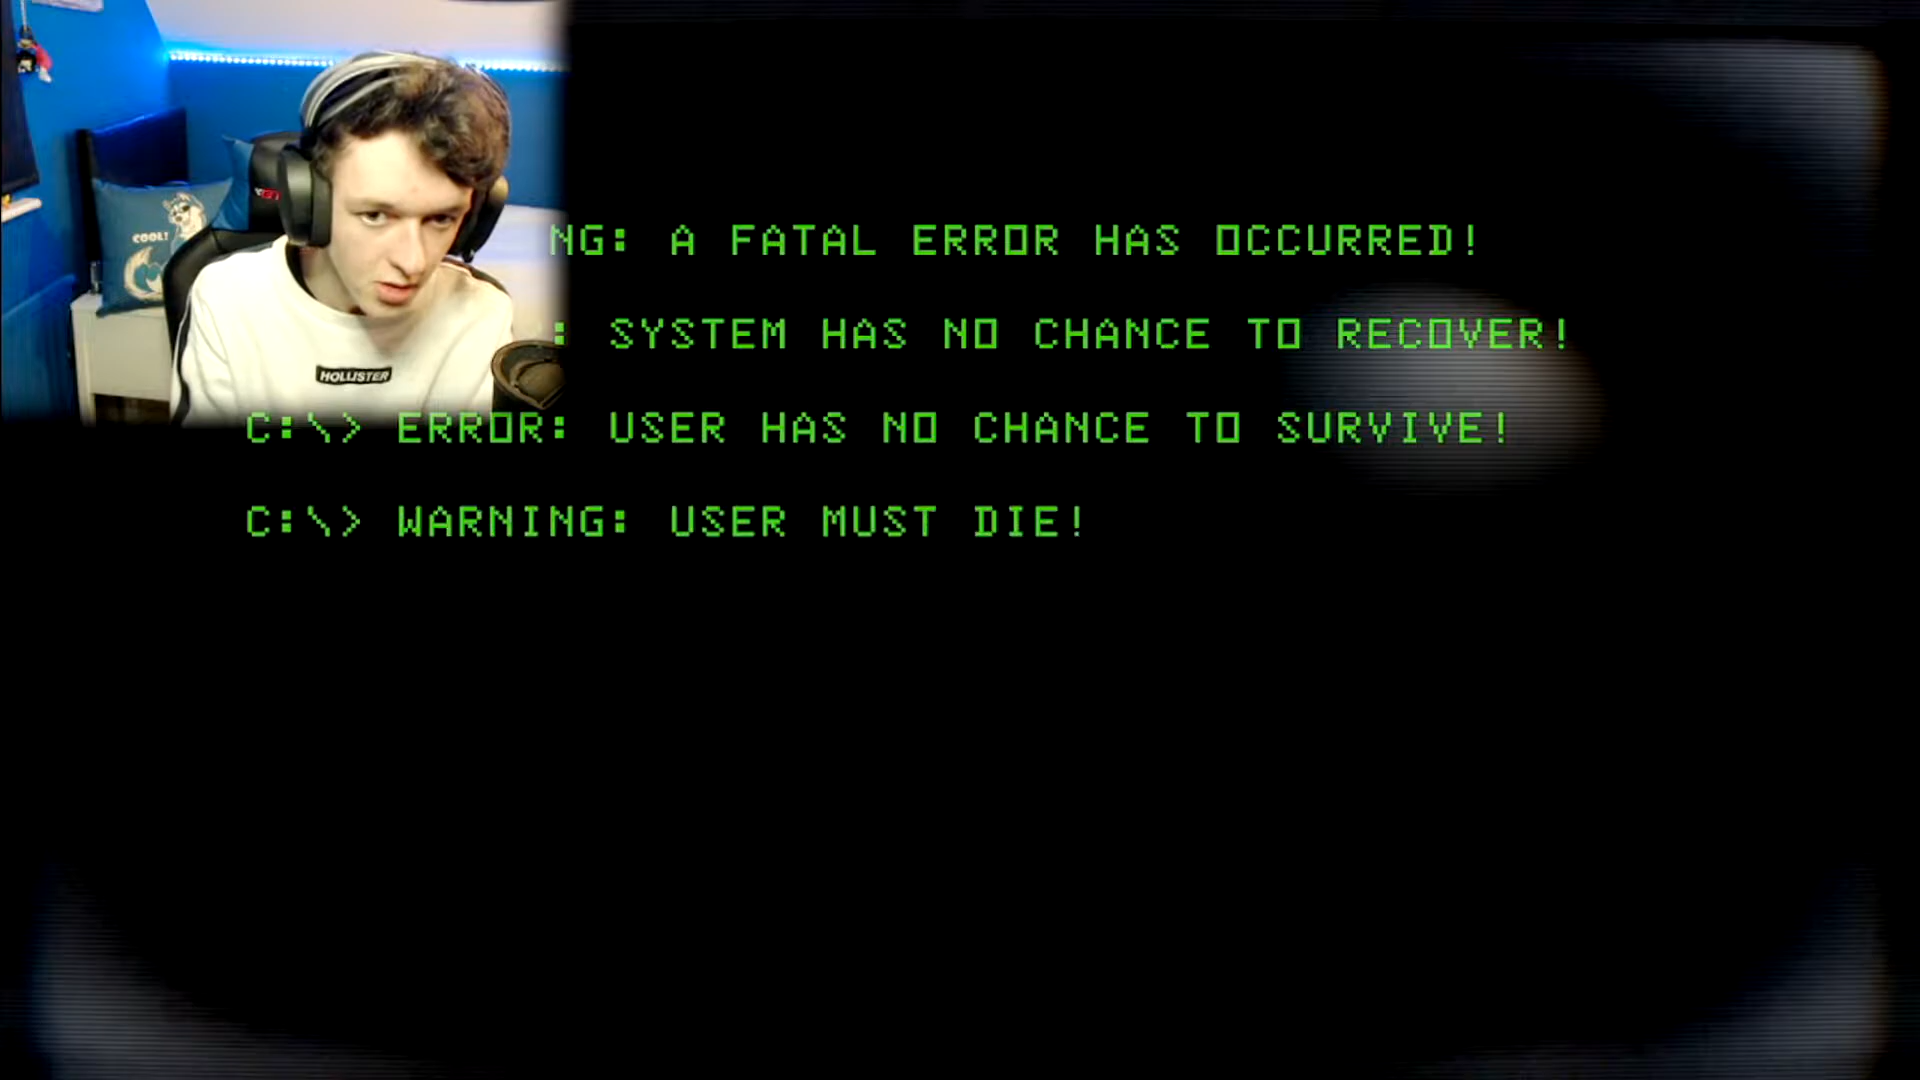 COOL!
HOLLISTER
NG: A FATAL ERROR HAS OCCURRED!
: SYSTEM HAS NO CHANCE TO RECOVER!
C:\> ERROR: USER HAS NO CHANCE TO SURVIVE!
C:\> WARNING: USER MUST DIE!